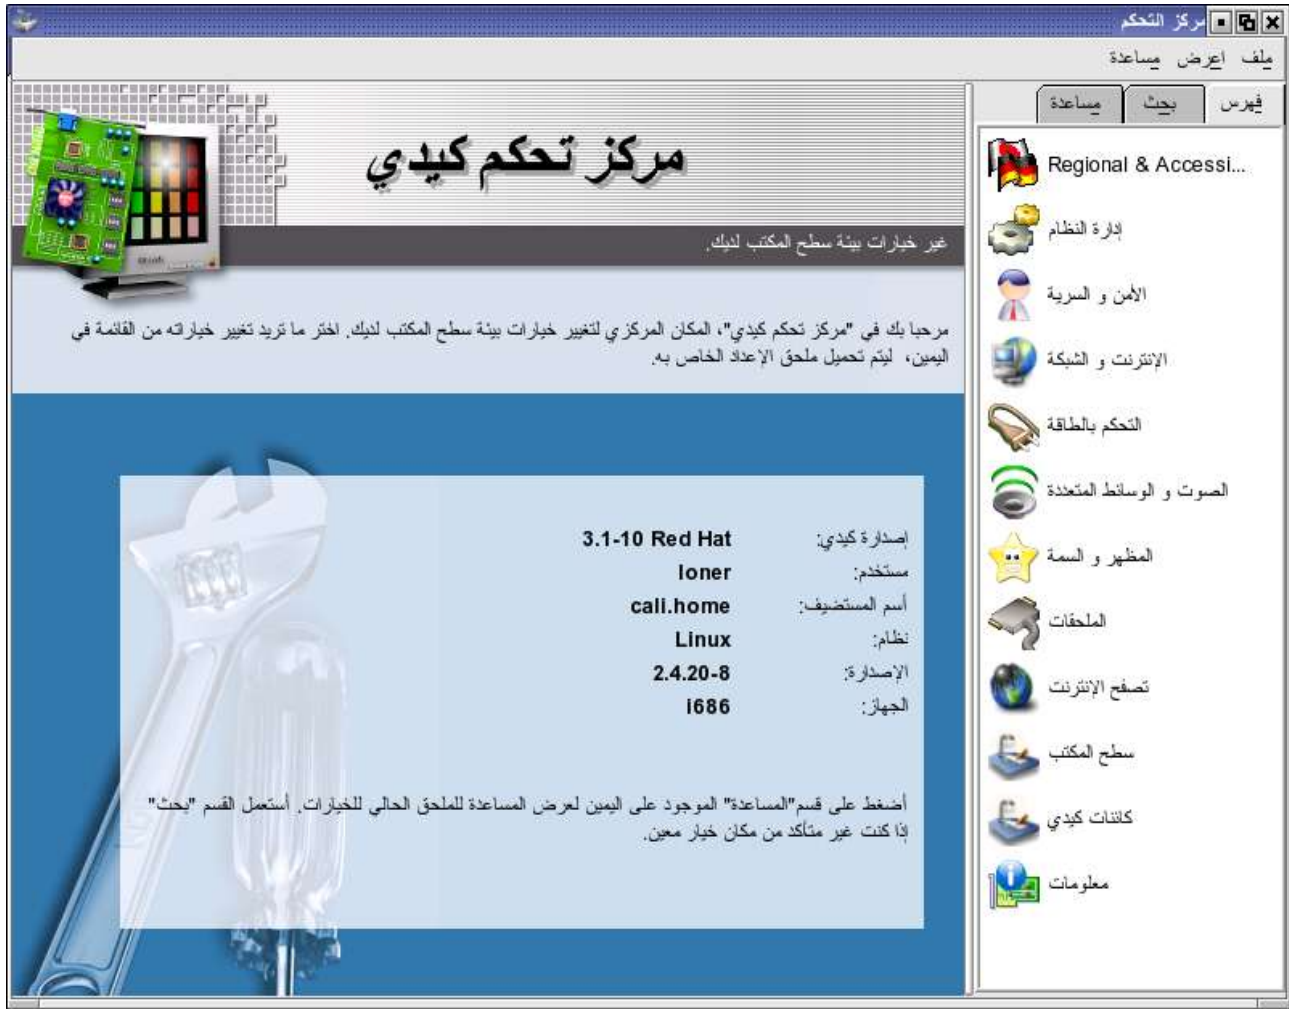 مركز التحكم
ملف اعرض مساعدة
فهرس بحث مساعدة
Regional & Accessi...
إدارة النظام
الأمن و السرية
الإنترنت و الشبكة
التحكم بالطاقة
الصوت و الوسائط المتعددة
المظهر و السمة
الملحقات
تصفح الإنترنت
سطح المكتب
كائنات كيدي
معلومات
مركز تحكم كيدي
غير خيارات بيئة سطح المكتب لديك.
مرحبا بك في "مركز تحكم كيدي"، المكان المركزي لتغيير خيارات بيئة سطح المكتب لديك. اختر ما تريد تغيير خياراته من القائمة في
اليمين، ليتم تحميل ملحق الإعداد الخاص به.
إصدارة كيدي: 3.1-10 Red Hat
مستخدم: loner
أسم المستضيف: cali.home
نظام: Linux
الإصدارة: 2.4.20-8
الجهاز: i686
أضغط على قسم"المساعدة" الموجود على اليمين لعرض المساعدة للملحق الحالي للخيارات. أستعمل القسم "بحث"
إذا كنت غير متأكد من مكان خيار معين.